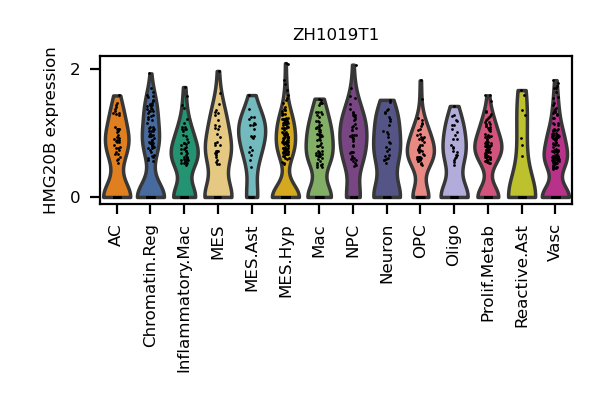 ZH1019T1
HMG20B expression
2
0
AC
Chromatin.Reg
Inflammatory.Mac
MES
MES.Ast
MES.Hyp
Mac
NPC
Neuron
OPC
Oligo
Prolif.Metab
Reactive.Ast
Vasc